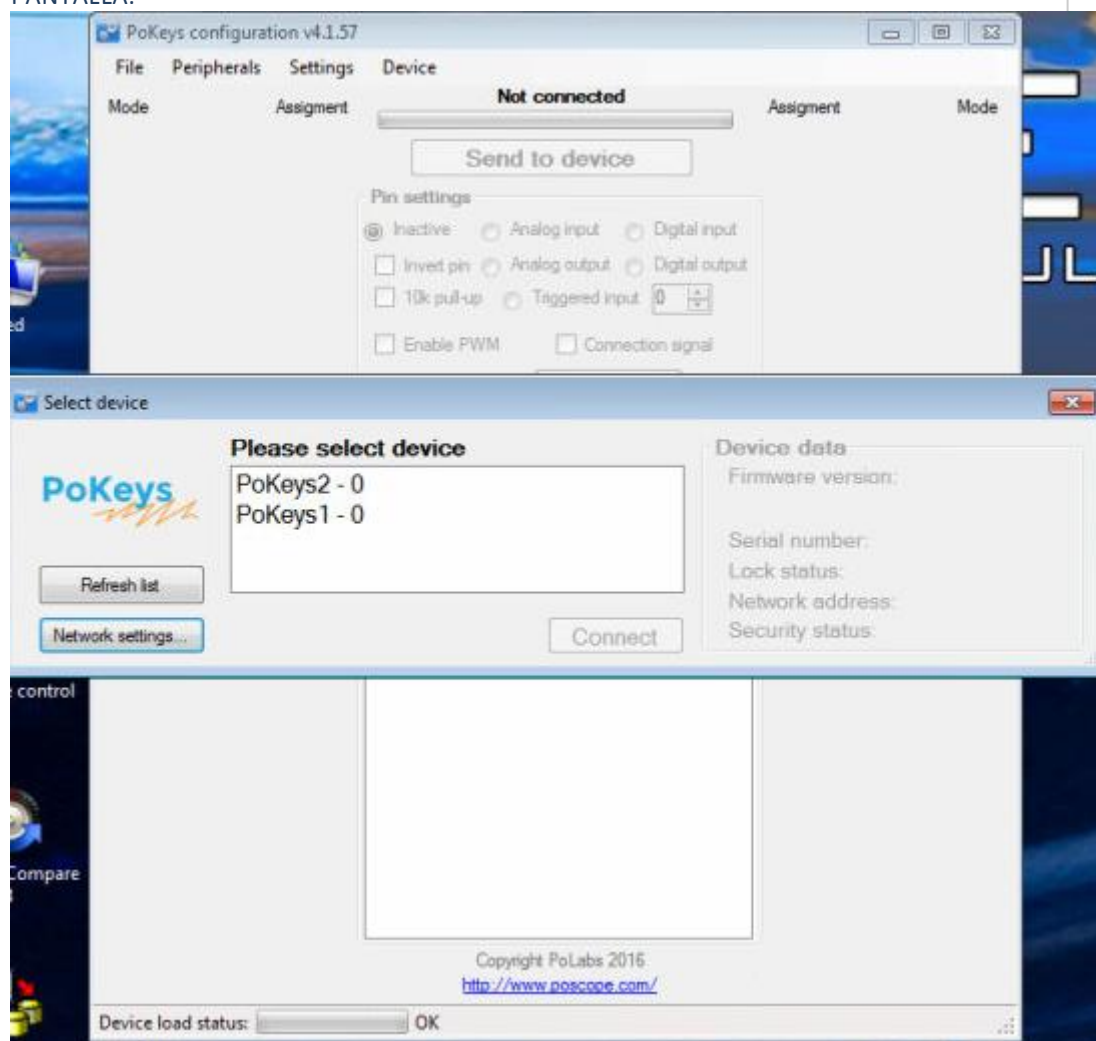 PANTALLA:
PoKeys configuration v4.1.57
File Peripherals Settings Device
Mode Assigment Not connected Assigment Mode
Send to device
Pin settings
Inactive Analog input Digital input
Invert pin Analog output Digital output
10k pull-up Triggered input 0
Enable PWM Connection signal
ed
Select device
Please select device
Device data
PoKeys
PoKeys2 - 0
PoKeys1 - 0
Firmware version:
Serial number:
Lock status:
Network address:
Security status:
Refresh list
Network settings...
Connect
control
Compare
Copyright PoLabs 2016
http://www.poscope.com/
Device load status: OK